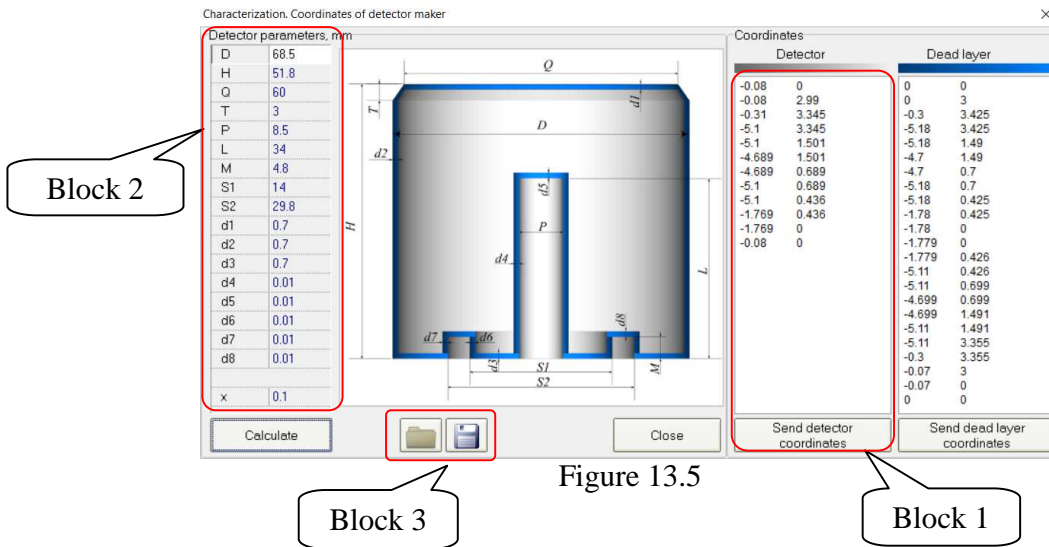 Characterization. Coordinates of detector maker
Detector parameters, mm
D 68.5
H 51.8
Q 60
T 3
P 8.5
L 34
M 4.8
S1 14
S2 29.8
d1 0.7
d2 0.7
d3 0.7
d4 0.01
d5 0.01
d6 0.01
d7 0.01
d8 0.01
x 0.1
Calculate
Q
T
d1
D
d2
H
d5
P
d4
L
d8
d7
d6
d3
S1
S2
M
Close
Coordinates
Detector
-0.08 0
-0.08 2.99
-0.31 3.345
-5.1 3.345
-5.1 1.501
-4.689 1.501
-4.689 0.689
-5.1 0.689
-5.1 0.436
-1.769 0.436
-1.769 0
-0.08 0
Send detector
coordinates
Dead layer
0 0
0 3
-0.3 3.425
-5.18 3.425
-5.18 1.49
-4.7 1.49
-4.7 0.7
-5.18 0.7
-5.18 0.425
-1.78 0.425
-1.78 0
-1.779 0
-1.779 0.426
-5.11 0.426
-5.11 0.699
-4.699 0.699
-4.699 1.491
-5.11 1.491
-5.11 3.355
-0.3 3.355
-0.07 3
-0.07 0
0 0
Send dead layer
coordinates
Block 2
Figure 13.5
Block 3
Block 1